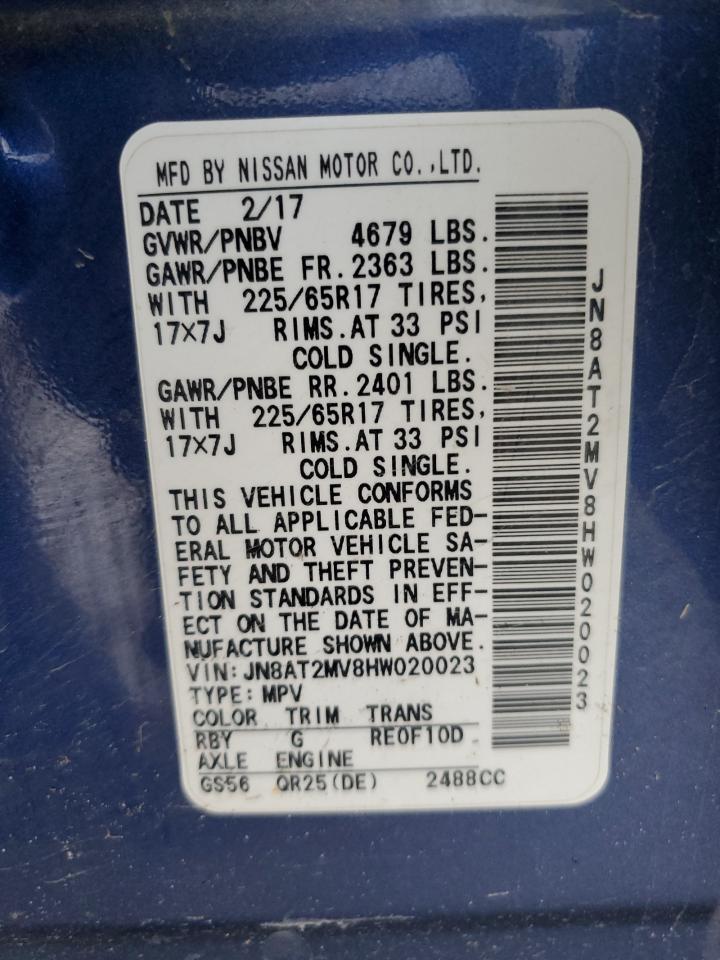 MFD BY NISSAN MOTOR CO.,LTD.
DATE 2/17
GVWR/PNBV 4679 LBS.
GAWR/PNBE FR.2363 LBS.
WITH 225/65R17 TIRES,
17X7J RIMS.AT 33 PSI
COLD SINGLE.
GAWR/PNBE RR.2401 LBS.
WITH 225/65R17 TIRES,
17X7J RIMS.AT 33 PSI
COLD SINGLE.
THIS VEHICLE CONFORMS
TO ALL APPLICABLE FED-
ERAL MOTOR VEHICLE SA-
FETY AND THEFT PREVEN-
TION STANDARDS IN EFF-
ECT ON THE DATE OF MA-
NUFACTURE SHOWN ABOVE.
VIN:JN8AT2MV8HW020023
TYPE:MPV
COLOR TRIM TRANS
RBY G RE0F10D
AXLE ENGINE
GS56 QR25(DE) 2488CC
JN8AT2MV8HW020023